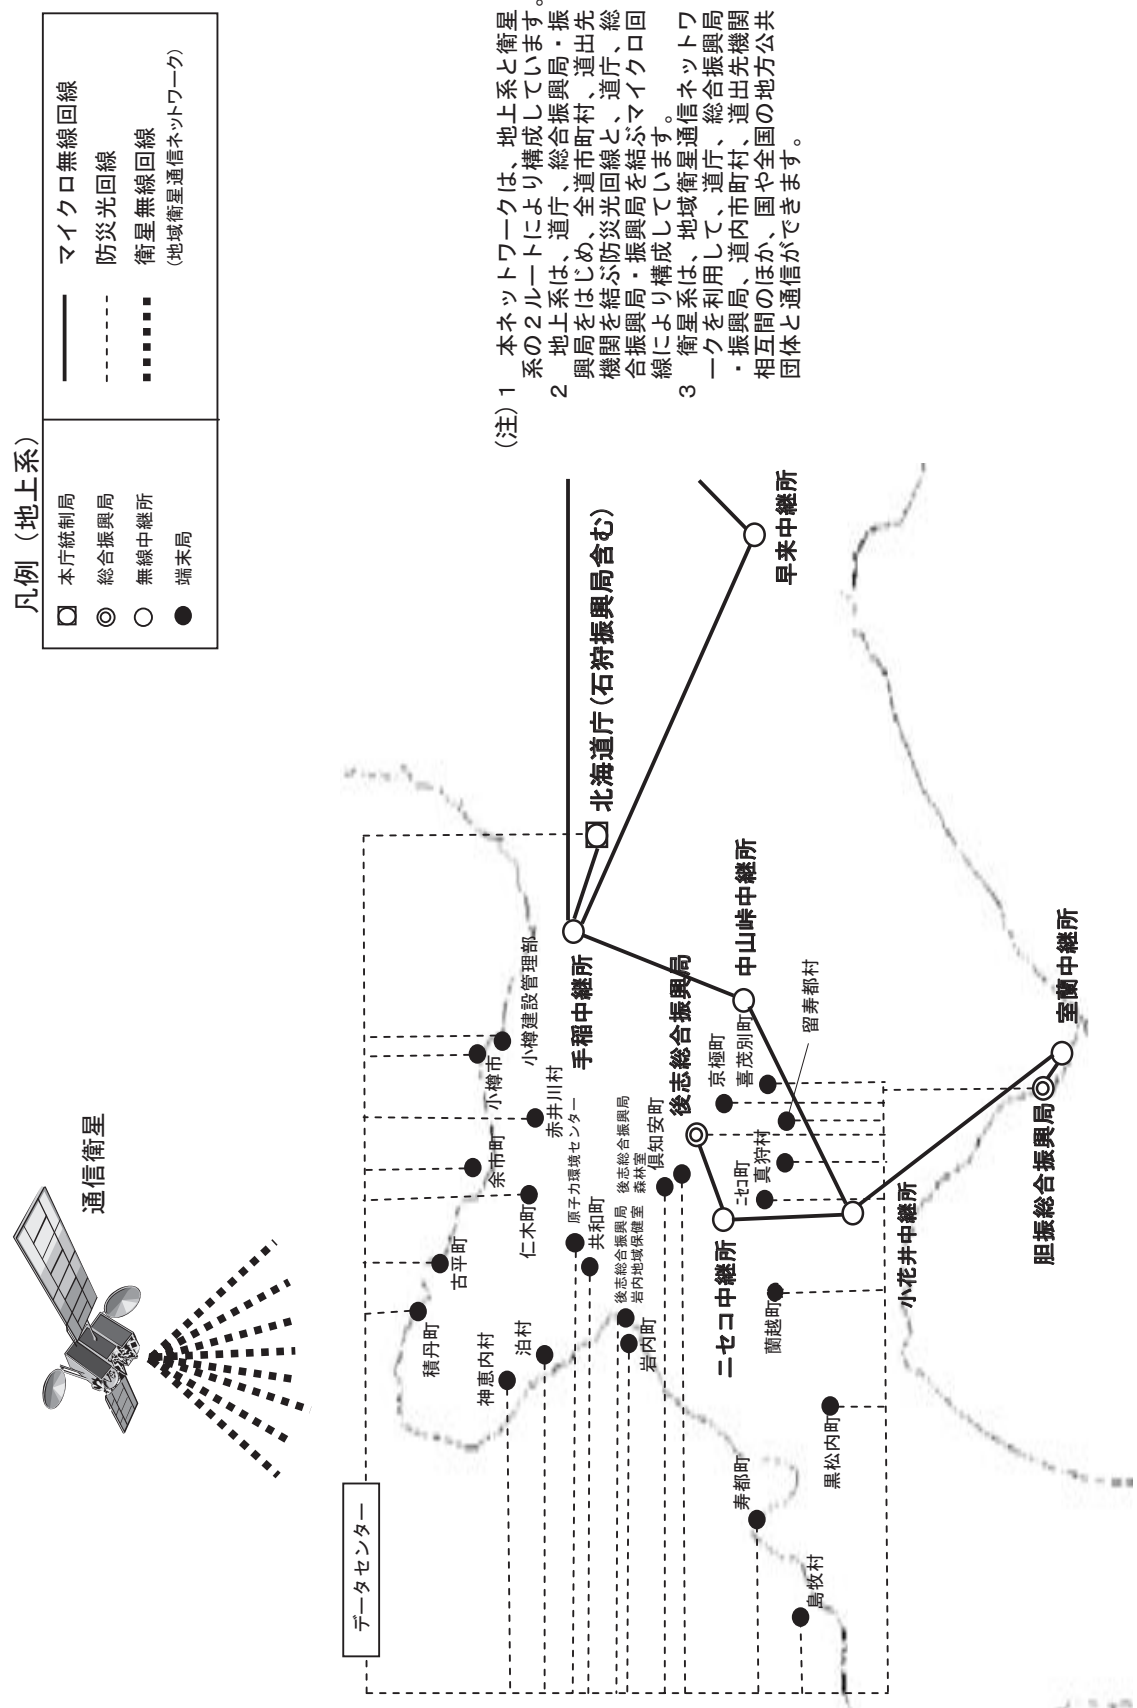 凡例（地上系）
本庁統制局
総合振興局
無線中継所
端末局
マイクロ無線回線
防災光回線
衛星無線回線
（地域衛星通信ネットワーク）
通信衛星
データセンター
（注）１　本ネットワークは、地上系と衛星
系の２ルートにより構成しています。
２　地上系は、道庁、総合振興局・振
興局をはじめ、全道市町村、道出先
機関を結ぶ防災光回線と、道庁、総
合振興局・振興局を結ぶマイクロ回
線により構成しています。
３　衛星系は、地域衛星通信ネットワ
ークを利用して、道庁、総合振興局
・振興局、道内市町村、道出先機関
相互間のほか、国や全国の地方公共
団体と通信ができます。
北海道庁（石狩振興局含む）
早来中継所
手稲中継所
中山峠中継所
後志総合振興局
室蘭中継所
胆振総合振興局
小花井中継所
ニセコ中継所
小樽建設管理部
小樽市
赤井川村
余市町
仁木町
古平町
積丹町
神恵内村
泊村
原子力環境センター
共和町
後志総合振興局
岩内地域保健室
岩内町
後志総合振興局
森林室
倶知安町
京極町
喜茂別町
留寿都村
真狩村
ニセコ町
蘭越町
黒松内町
寿都町
島牧村